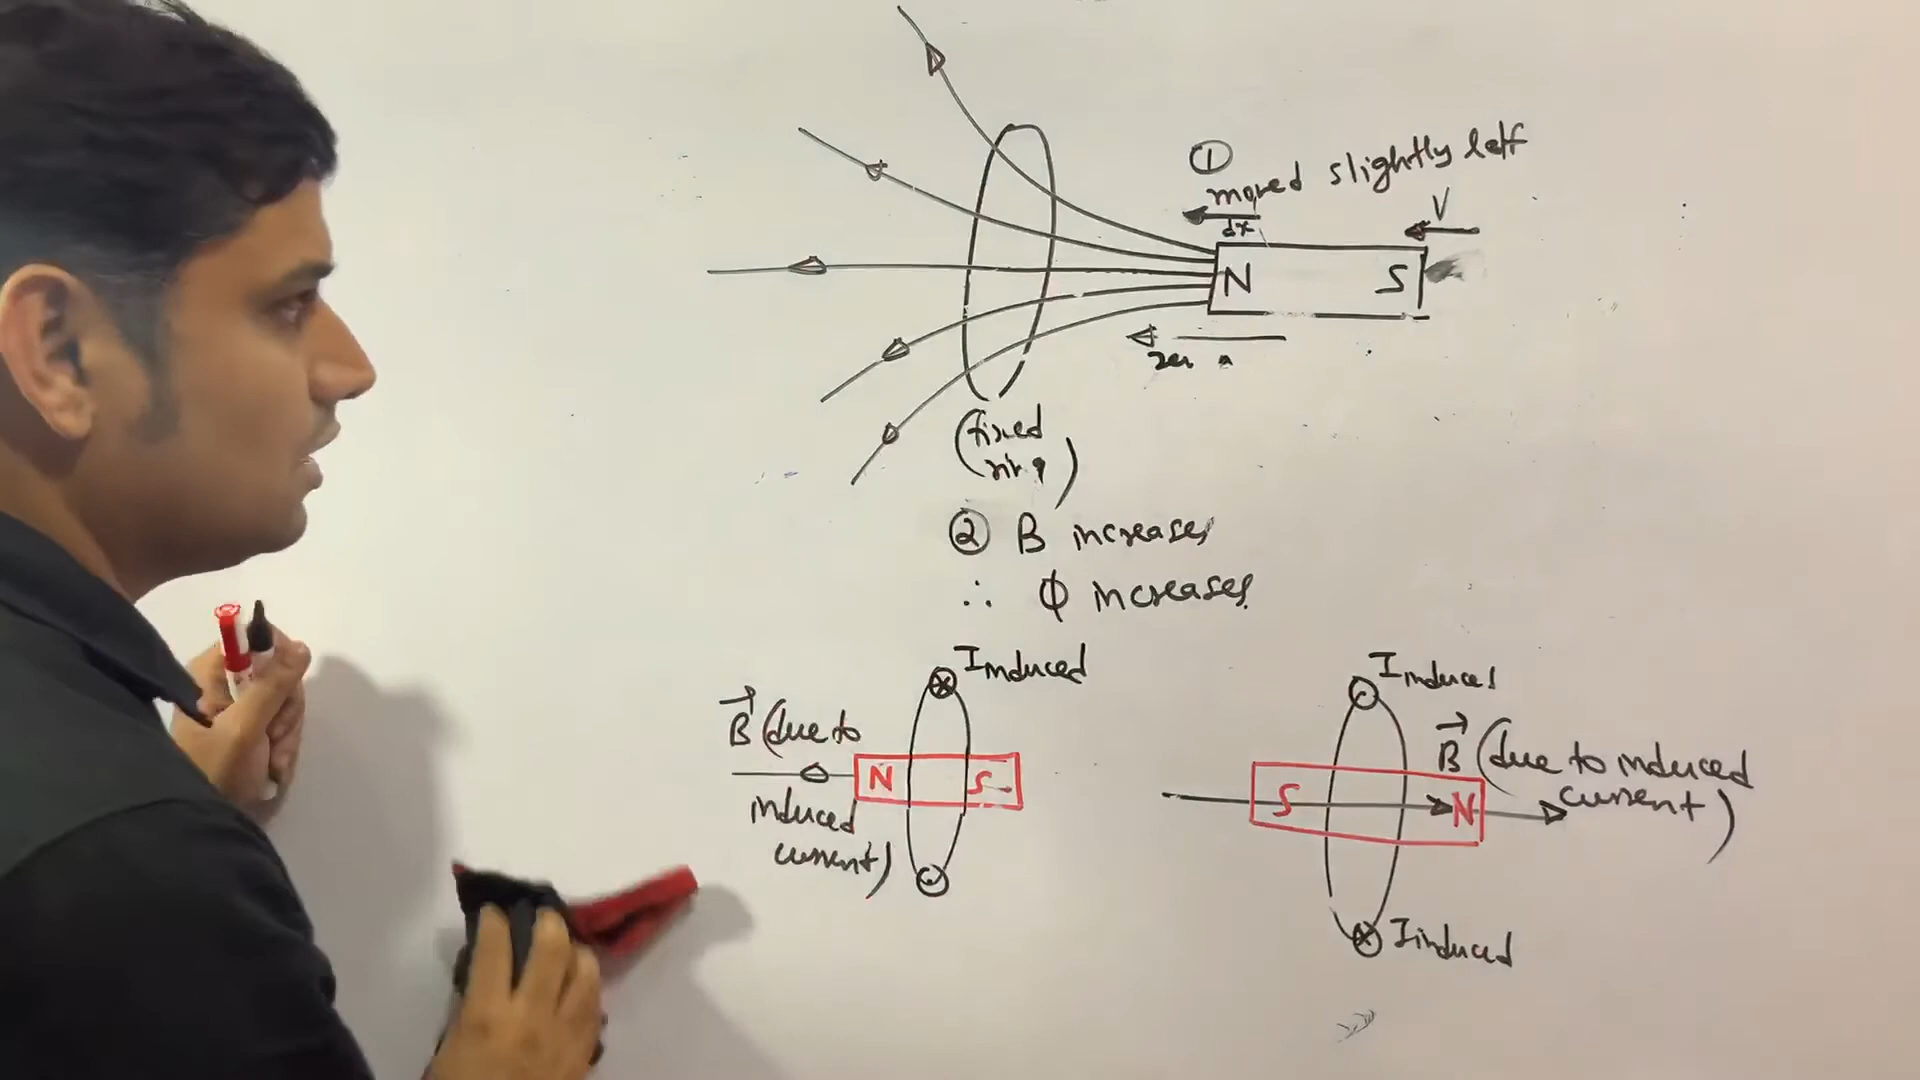 ①
moved slightly left
dx
V
N S
(fixed
ring)
② B increases
∴ ϕ increases
Induced
B (due to
N S
induced
current)
Induced
B (due to induced
current)
S N
Iinduced